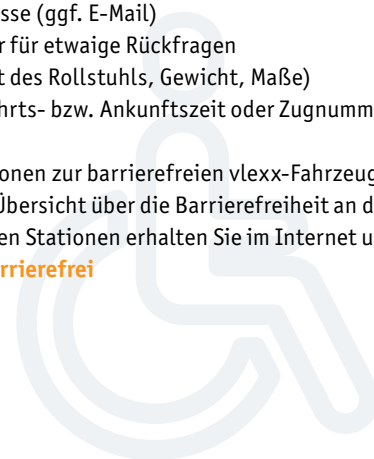 sse (ggf. E-Mail)
r für etwaige Rückfragen
t des Rollstuhls, Gewicht, Maße)
hrts- bzw. Ankunftszeit oder Zugnumm
onen zur barrierefreien vlexx-Fahrzeug
Übersicht über die Barrierefreiheit an d
en Stationen erhalten Sie im Internet u
rrierefrei